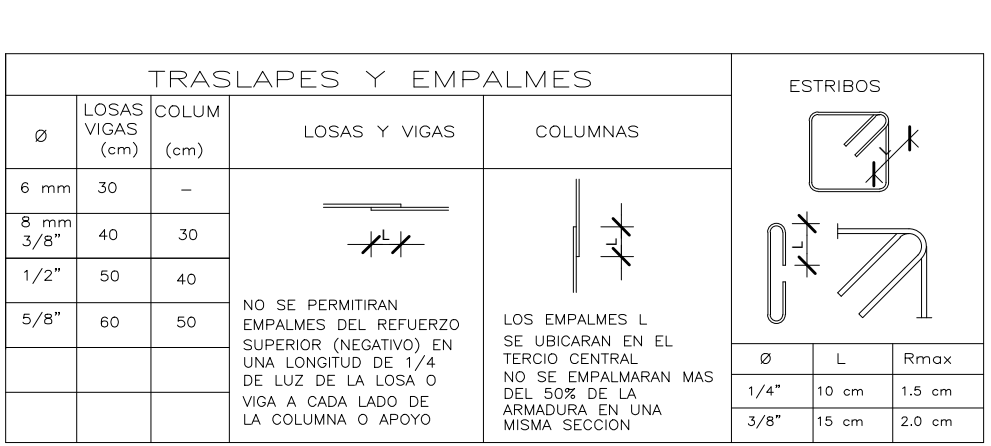 TRASLAPES Y EMPALMES
Ø
LOSAS
VIGAS
(cm)
COLUM
(cm)
LOSAS Y VIGAS
COLUMNAS
6 mm
30
–
8 mm
3/8"
40
30
1/2"
50
40
5/8"
60
50
L
NO SE PERMITIRAN
EMPALMES DEL REFUERZO
SUPERIOR (NEGATIVO) EN
UNA LONGITUD DE 1/4
DE LUZ DE LA LOSA O
VIGA A CADA LADO DE
LA COLUMNA O APOYO
L
LOS EMPALMES L
SE UBICARAN EN EL
TERCIO CENTRAL
NO SE EMPALMARAN MAS
DEL 50% DE LA
ARMADURA EN UNA
MISMA SECCION
ESTRIBOS
L
L
Ø L Rmax
1/4" 10 cm 1.5 cm
3/8" 15 cm 2.0 cm